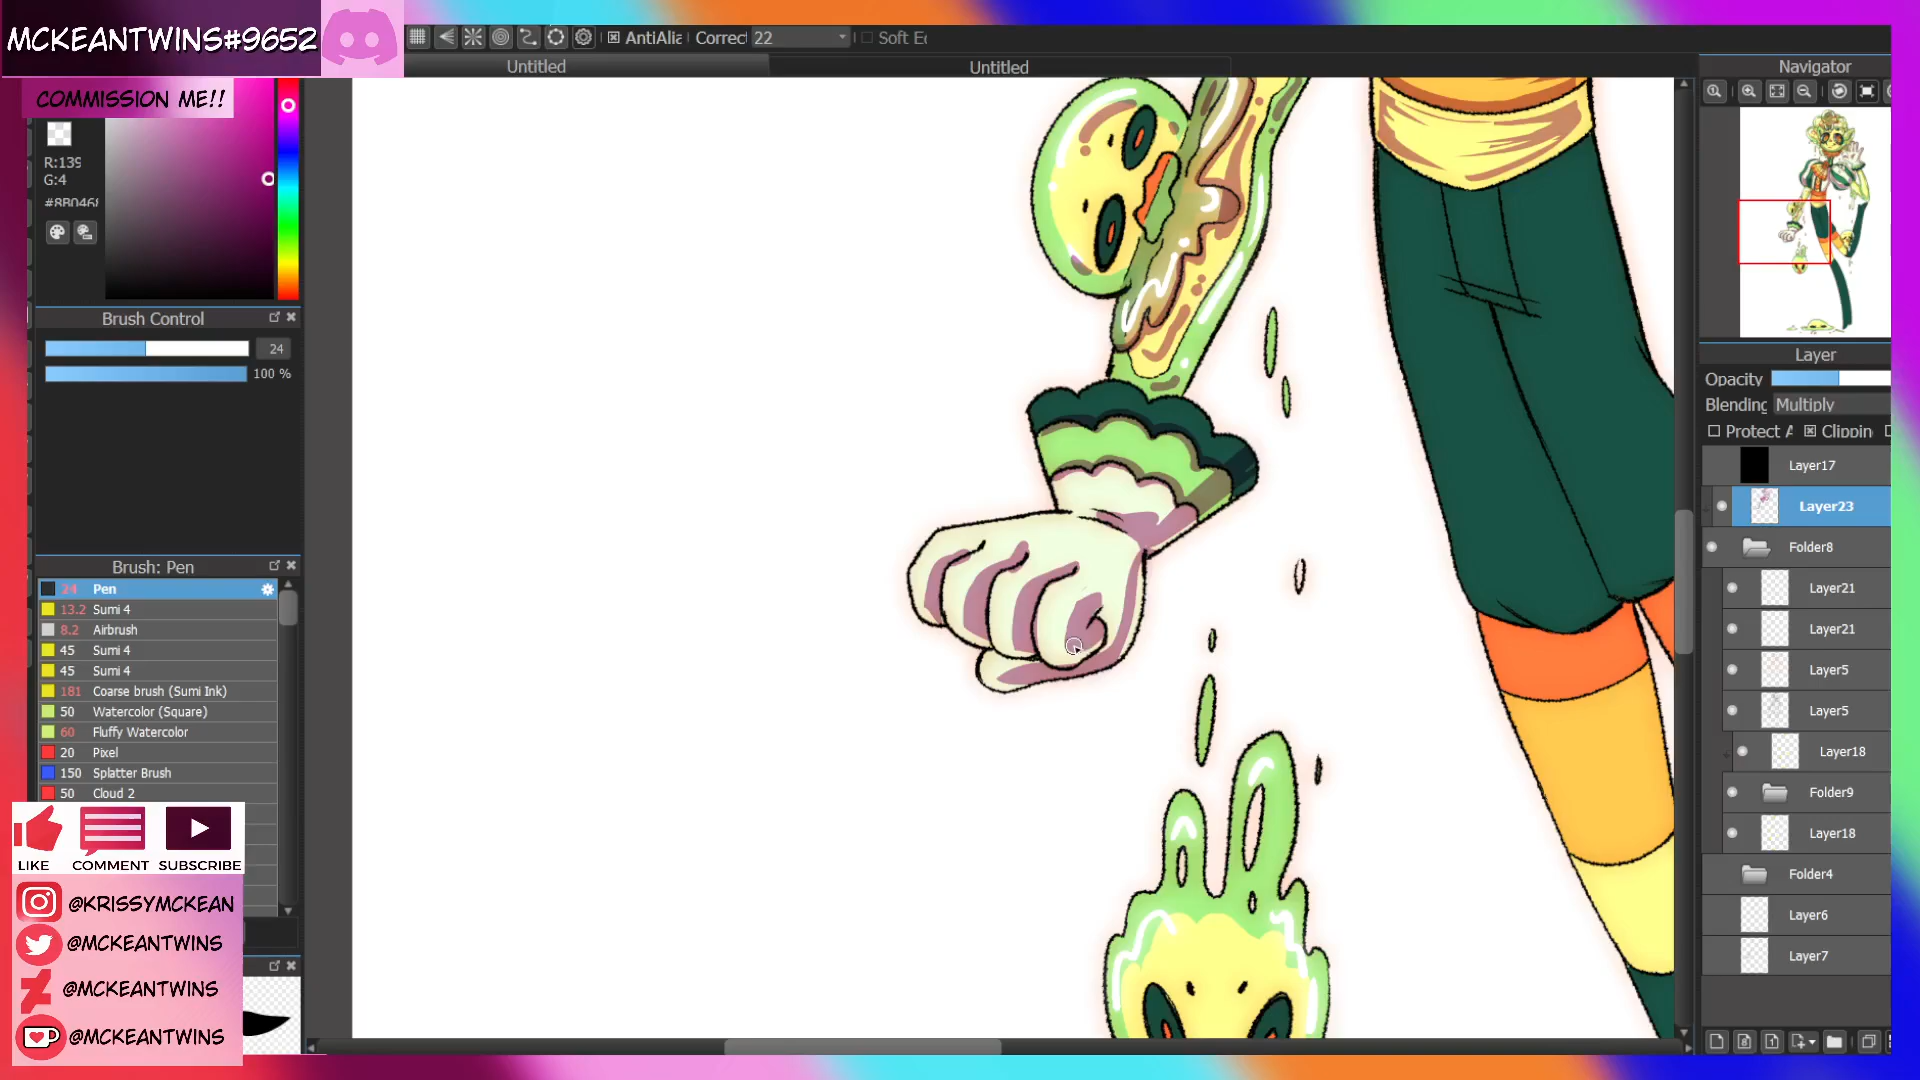 MCKEANTWINS#9652
COMMISSION ME!!
AntiAlia
Correct
22
Soft Ed
Untitled
Untitled
R:139
G:4
#8B0468
Brush Control
24
100 %
Brush: Pen
24 Pen
13.2 Sumi 4
8.2 Airbrush
45 Sumi 4
45 Sumi 4
181 Coarse brush (Sumi Ink)
50 Watercolor (Square)
60 Fluffy Watercolor
20 Pixel
150 Splatter Brush
50 Cloud 2
LIKE COMMENT SUBSCRIBE
@KRISSYMCKEAN
@MCKEANTWINS
@MCKEANTWINS
@MCKEANTWINS
Navigator
Layer
Opacity
Blending Multiply
Protect A Clippin
Layer17
Layer23
Folder8
Layer21
Layer21
Layer5
Layer5
Layer18
Folder9
Layer18
Folder4
Layer6
Layer7